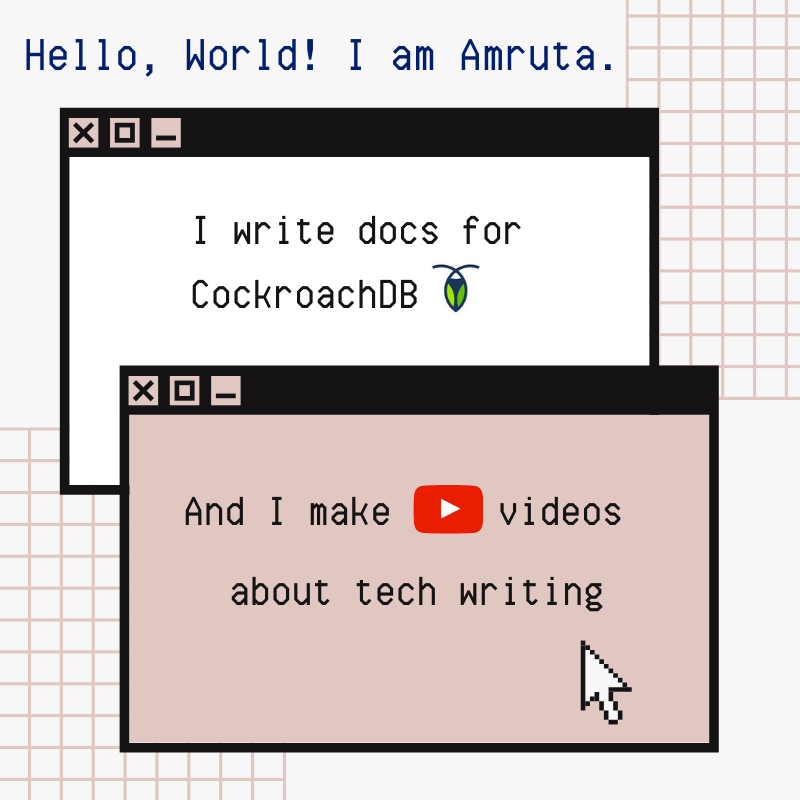 Hello, World! I am Amruta.
I write docs for
CockroachDB
And I make videos
about tech writing